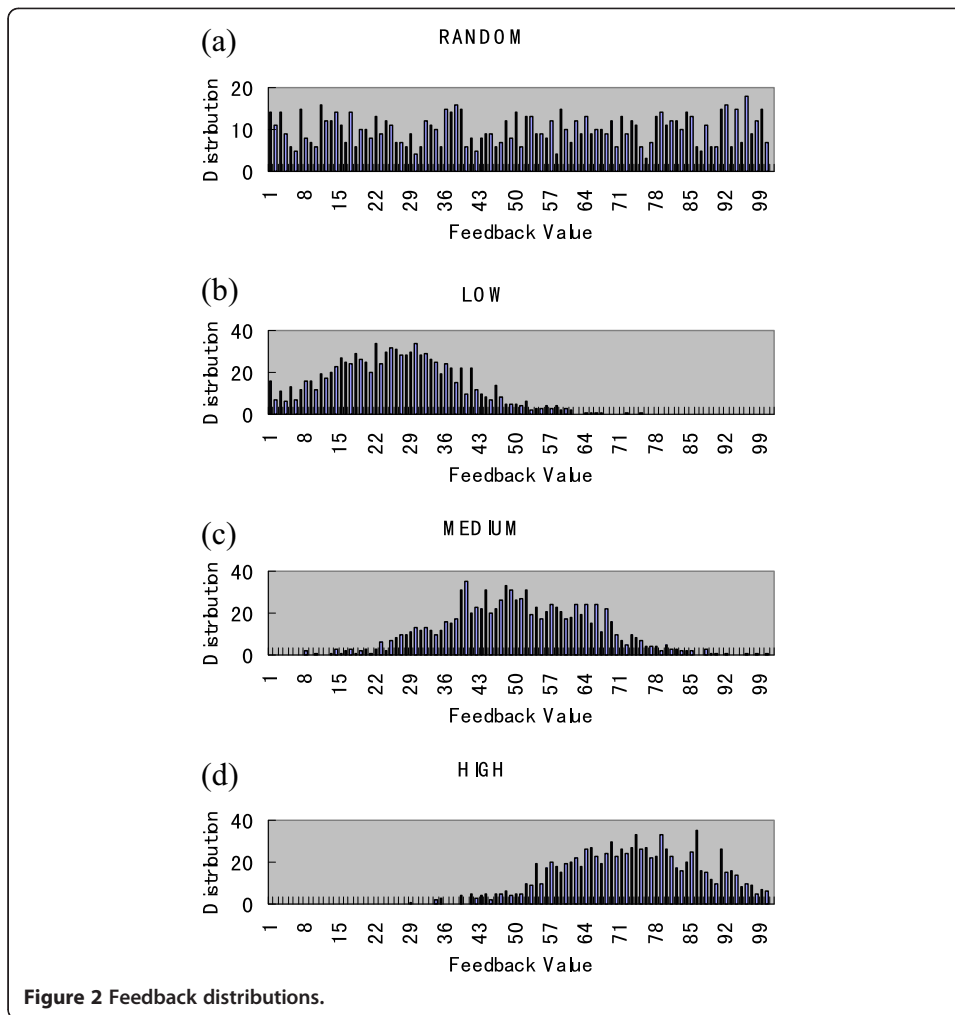 (a)
RANDOM
Distribution
20
10
0
1 8 15 22 29 36 43 50 57 64 71 78 85 92 99
Feedback Value
(b)
LOW
Distribution
40
20
0
1 8 15 22 29 36 43 50 57 64 71 78 85 92 99
Feedback Value
(c)
MEDIUM
Distribution
40
20
0
1 8 15 22 29 36 43 50 57 64 71 78 85 92 99
Feedback Value
(d)
HIGH
Distribution
40
20
0
1 8 15 22 29 36 43 50 57 64 71 78 85 92 99
Feedback Value
Figure 2 Feedback distributions.